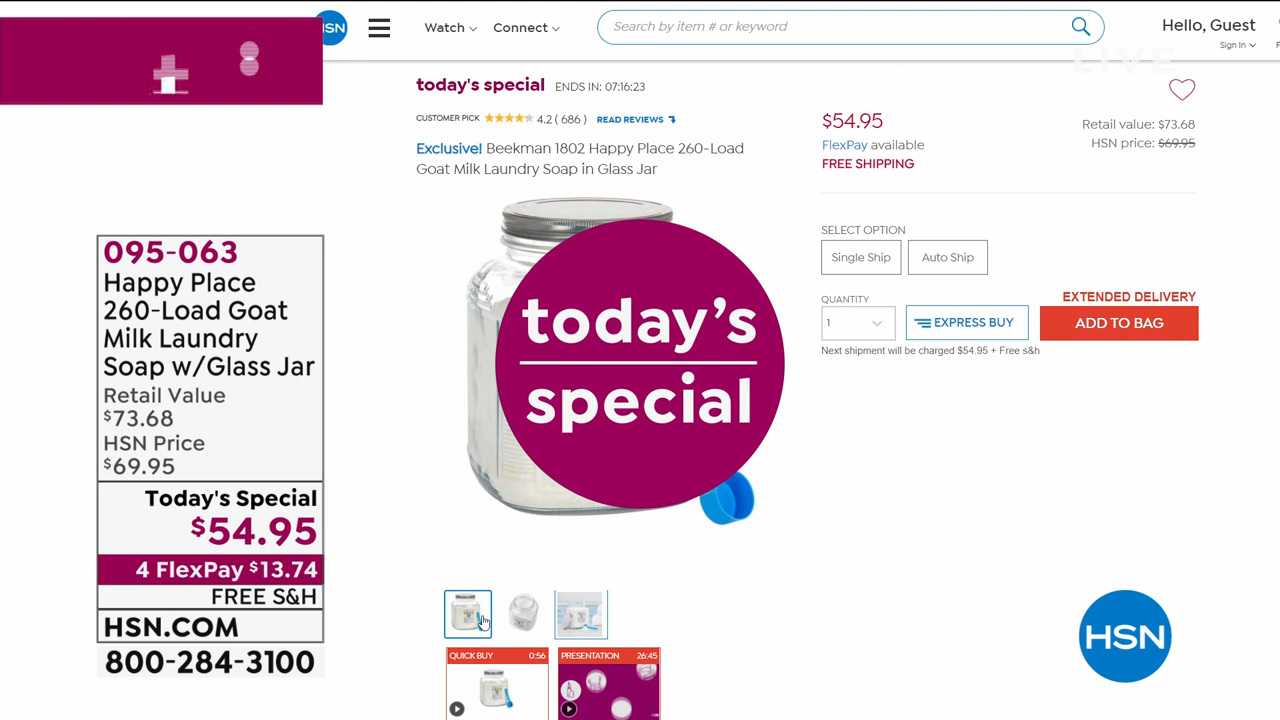 HSN
Watch
Connect
Search by item # or keyword
Hello, Guest
Sign In
LIVE
today's special ENDS IN: 07:16:23
CUSTOMER PICK 4.2 ( 686 ) READ REVIEWS
Exclusive! Beekman 1802 Happy Place 260-Load
Goat Milk Laundry Soap in Glass Jar
$54.95
FlexPay available
FREE SHIPPING
Retail value: $73.68
HSN price: $69.95
SELECT OPTION
Single Ship
Auto Ship
QUANTITY
1
EXPRESS BUY
EXTENDED DELIVERY
ADD TO BAG
Next shipment will be charged $54.95 + Free s&h
today's
special
095-063
Happy Place
260-Load Goat
Milk Laundry
Soap w/Glass Jar
Retail Value
$73.68
HSN Price
$69.95
Today's Special
$54.95
4 FlexPay $13.74
FREE S&H
HSN.COM
800-284-3100
QUICK BUY 0:56
PRESENTATION 26:45
HSN